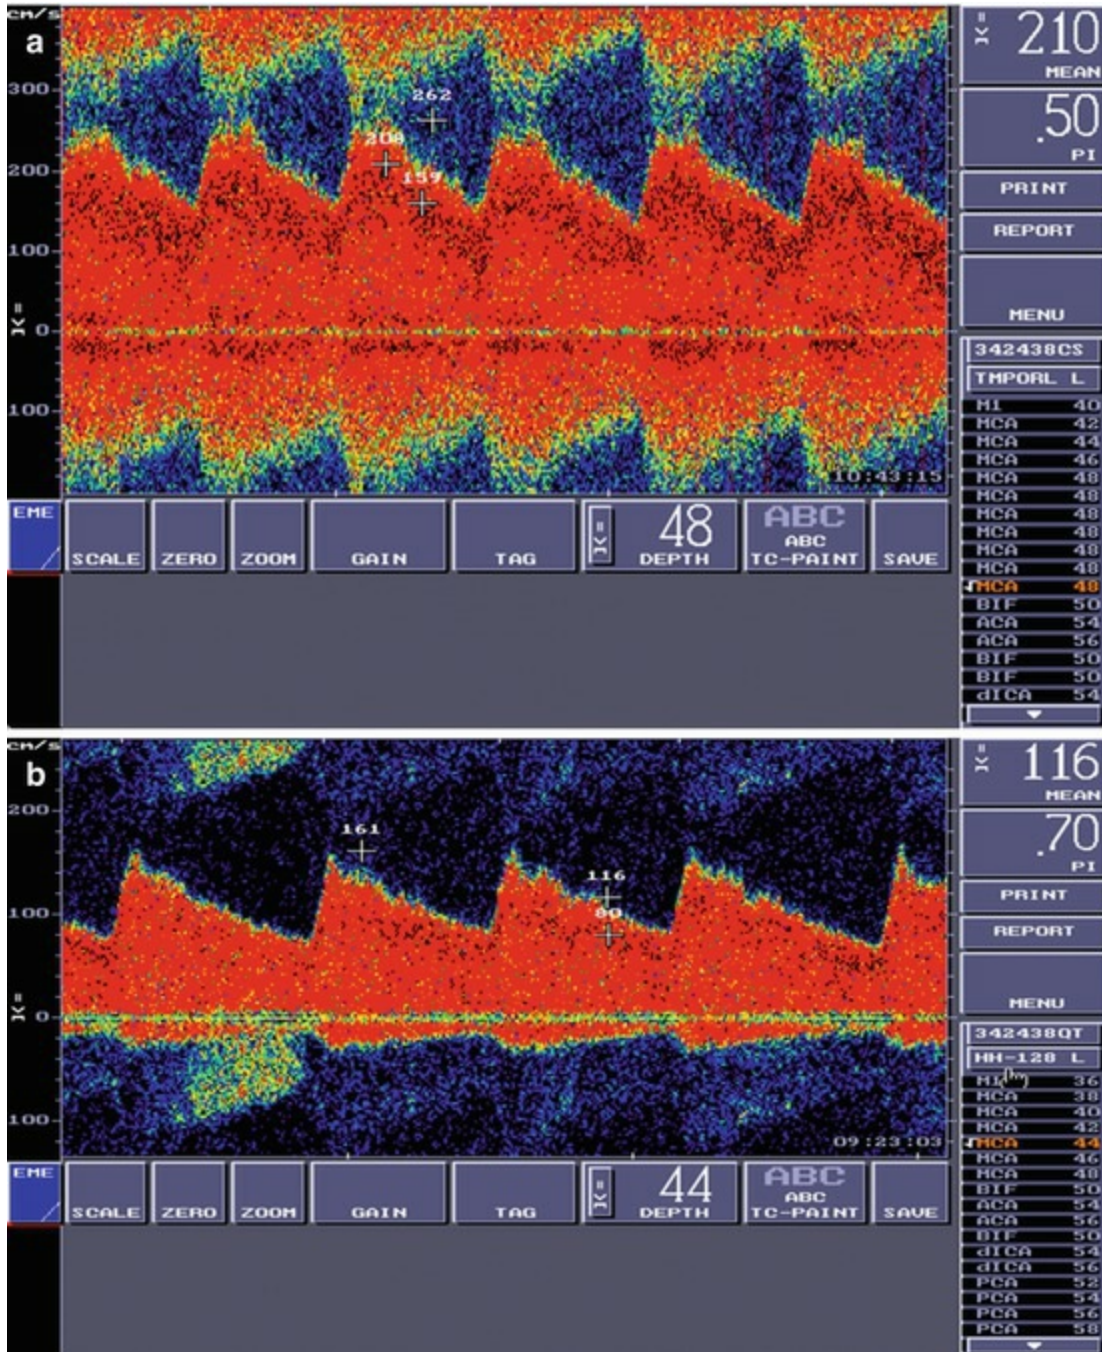 cm/s
a
210
MEAN
.50
PI
PRINT
REPORT
MENU
300
200
100
0
100
262
208
159
10:43:15
342438CS
TMPORL L
M1 40
MCA 42
MCA 44
MCA 46
MCA 48
MCA 48
MCA 48
MCA 48
MCA 48
MCA 48
MCA 48
BIF 50
ACA 54
ACA 56
BIF 50
BIF 50
dICA 54
EME
SCALE
ZERO
ZOOM
GAIN
TAG
48
DEPTH
ABC
ABC
TC-PAINT
SAVE
cm/s
b
116
MEAN
.70
PI
PRINT
REPORT
MENU
200
100
0
100
161
116
80
09:23:03
342438QT
HH-128 L
M1 36
MCA 38
MCA 40
MCA 42
MCA 44
MCA 46
MCA 48
BIF 50
ACA 54
ACA 56
BIF 50
dICA 54
dICA 56
PCA 52
PCA 54
PCA 56
PCA 58
EME
SCALE
ZERO
ZOOM
GAIN
TAG
44
DEPTH
ABC
ABC
TC-PAINT
SAVE